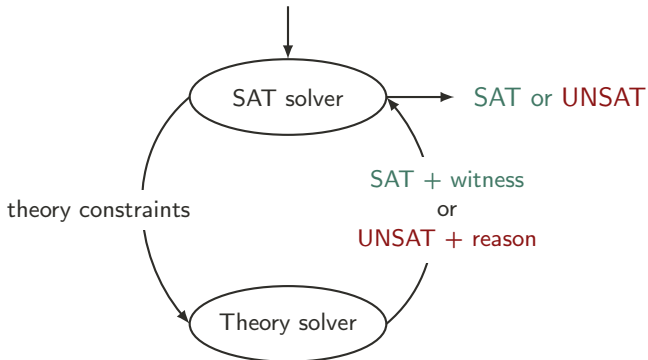 SAT solver
SAT or UNSAT
SAT + witness
or
UNSAT + reason
theory constraints
Theory solver